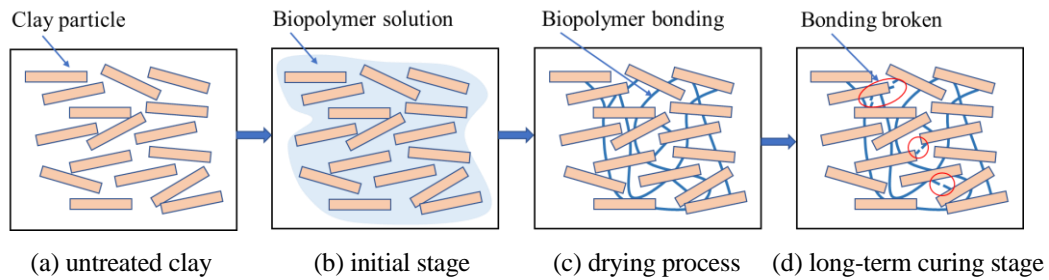 Clay particle
Biopolymer solution
Biopolymer bonding
Bonding broken
(a) untreated clay
(b) initial stage
(c) drying process
(d) long-term curing stage